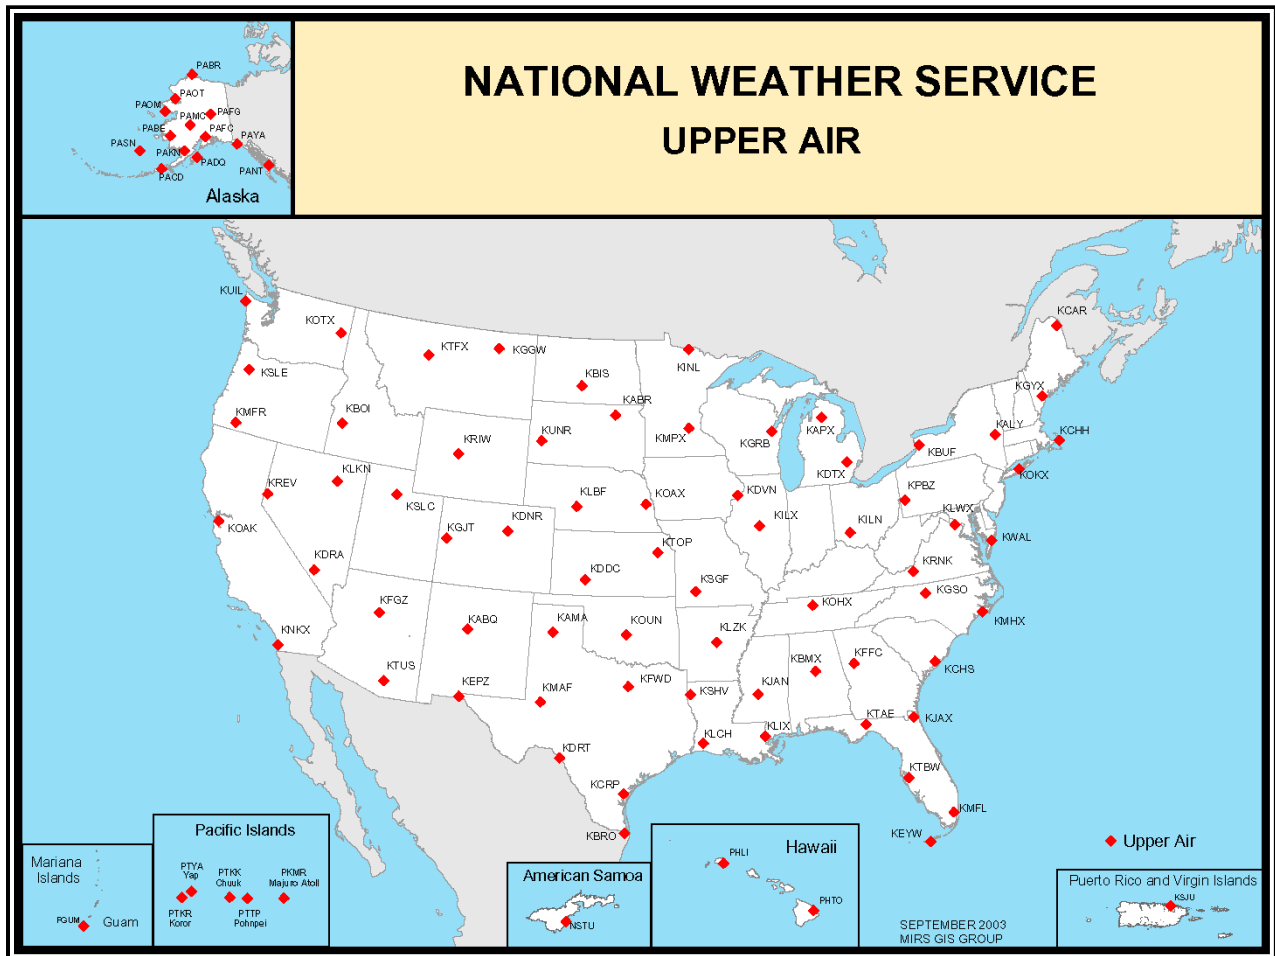 NATIONAL WEATHER SERVICE
UPPER AIR
PABR
PAOT
PAOM
PAMC
PAFG
PABE
PAFC
PAYA
PASN
PAKN
PADQ
PANT
PACD
Alaska
KUIL
KOTX
KCAR
KTFX
KGGW
KINL
KSLE
KBIS
KGYX
KABR
KMFR
KBOI
KALY
KCHH
KUNR
KMPX
KGRB
KAPX
KRIW
KBUF
KLKN
KDTX
KOKX
KREV
KSLC
KLBF
KOAX
KDVN
KPBZ
KLWX
KOAK
KGJT
KDNR
KILX
KILN
KWAL
KTOP
KDRA
KDDC
KRNK
KSGF
KGSO
KFGZ
KOHX
KABQ
KAMA
KOUN
KMHX
KNKX
KLZK
KTUS
KBMX
KFFC
KCHS
KEPZ
KMAF
KFWD
KSHV
KJAN
KTAE
KJAX
KLIX
KLCH
KDRT
KTBW
KCRP
KMFL
KBRO
KEYW
Upper Air
Mariana
Islands
PGUM
Guam
Pacific Islands
PTYA
Yap
PTKK
Chuuk
PKMR
Majuro Atoll
PTKR
Koror
PTTP
Pohnpei
American Samoa
NSTU
Hawaii
PHLI
PHTO
SEPTEMBER 2003
MIRS GIS GROUP
Puerto Rico and Virgin Islands
KSJU